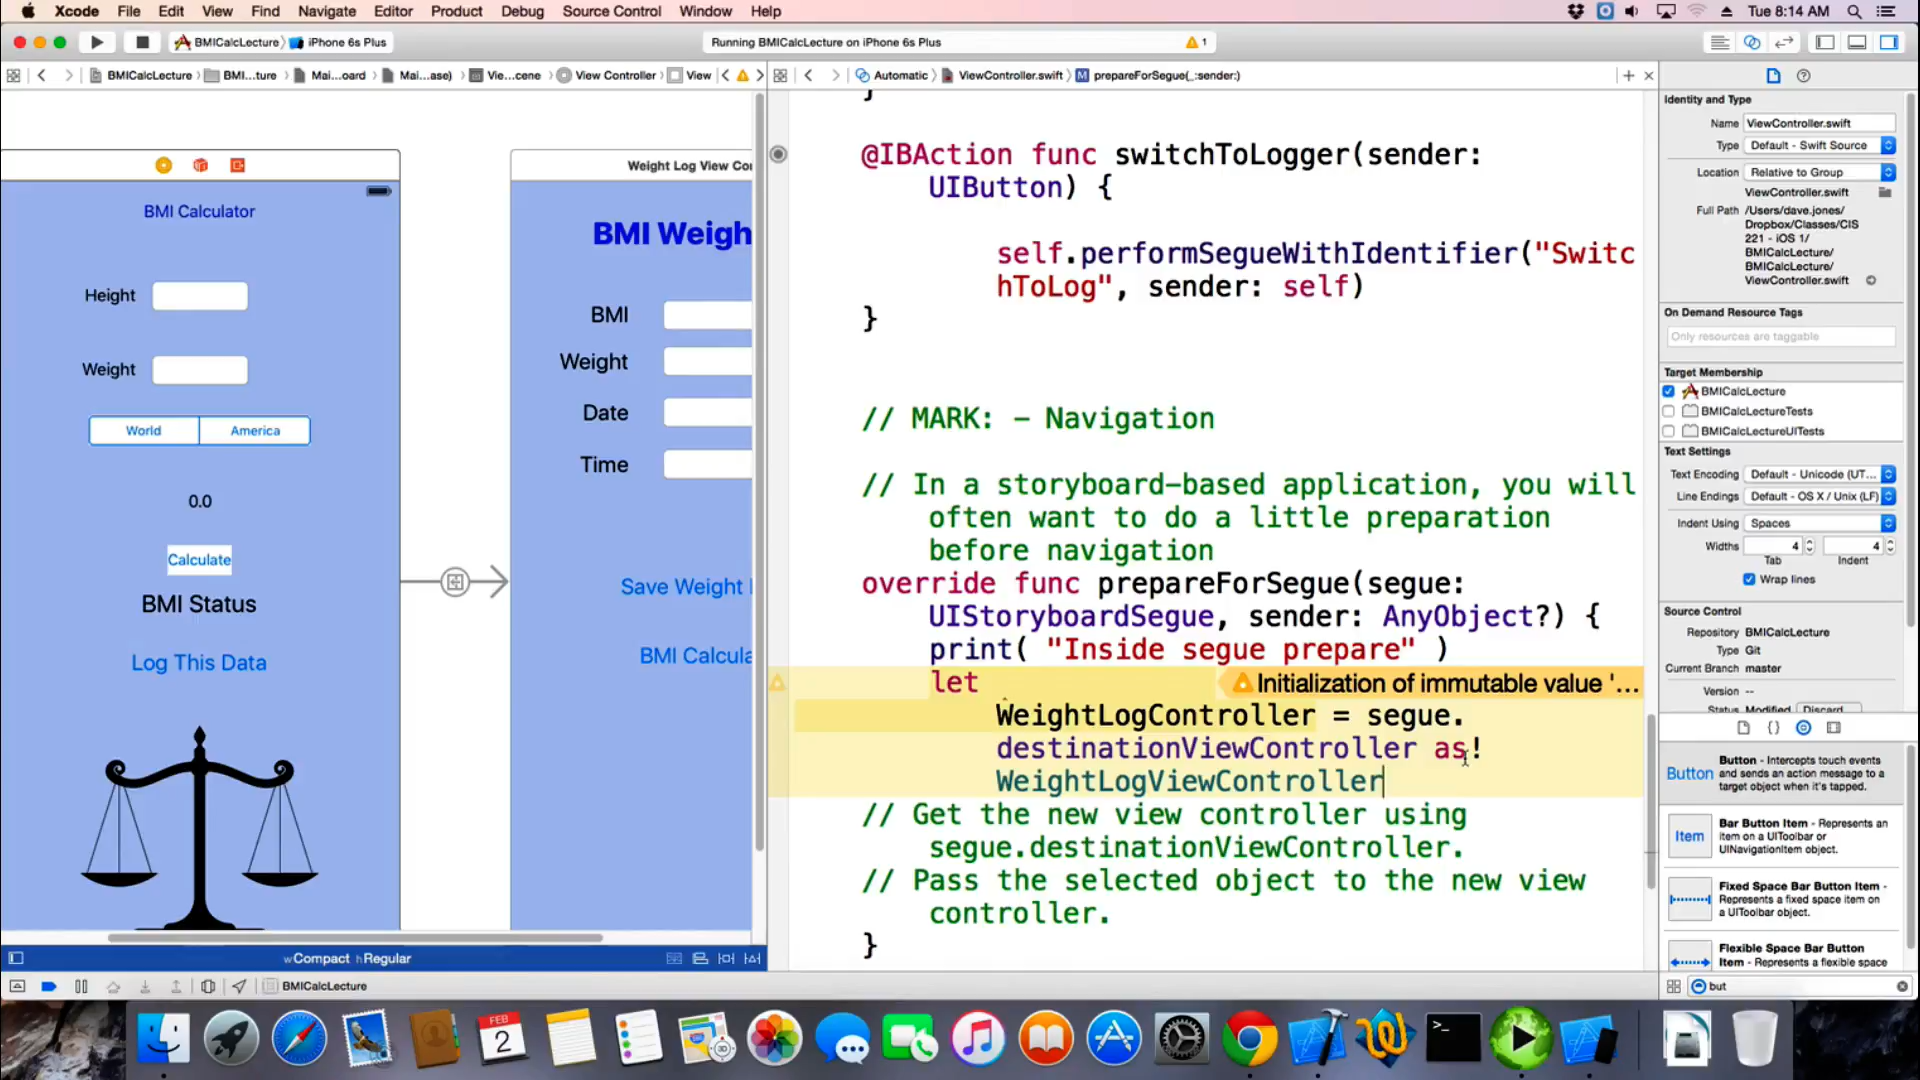 Xcode File Edit View Find Navigate Editor Product Debug Source Control Window Help
Tue 8:14 AM
BMICalcLecture iPhone 6s Plus
Running BMICalcLecture on iPhone 6s Plus
1
BMICalcLecture BMI...ture Mai...oard Mai...ase) Vie...cene View Controller View
Automatic ViewController.swift M prepareForSegue(_:sender:)
BMI Calculator
Height
Weight
World America
0.0
Calculate
BMI Status
Log This Data
Weight Log View Co
BMI Weigh
BMI
Weight
Date
Time
Save Weight
BMI Calcula
wCompact hRegular
}
@IBAction func switchToLogger(sender:
UIButton) {
self.performSegueWithIdentifier("Switc
hToLog", sender: self)
}
// MARK: - Navigation
// In a storyboard-based application, you will
often want to do a little preparation
before navigation
override func prepareForSegue(segue:
UIStoryboardSegue, sender: AnyObject?) {
print( "Inside segue prepare" )
let
Initialization of immutable value '...
WeightLogController = segue.
destinationViewController as!
WeightLogViewController
// Get the new view controller using
segue.destinationViewController.
// Pass the selected object to the new view
controller.
}
Identity and Type
Name ViewController.swift
Type Default - Swift Source
Location Relative to Group
ViewController.swift
Full Path /Users/dave.jones/
Dropbox/Classes/CIS
221 - iOS 1/
BMICalcLecture/
BMICalcLecture/
ViewController.swift
On Demand Resource Tags
Only resources are taggable
Target Membership
BMICalcLecture
BMICalcLectureTests
BMICalcLectureUITests
Text Settings
Text Encoding Default - Unicode (UT...
Line Endings Default - OS X / Unix (LF)
Indent Using Spaces
Widths 4 4
Tab Indent
Wrap lines
Source Control
Repository BMICalcLecture
Type Git
Current Branch master
Version --
Status Modified Discard
Button
Button - Intercepts touch events
and sends an action message to a
target object when it's tapped.
Item
Bar Button Item - Represents an
item on a UIToolbar or
UINavigationItem object.
Fixed Space Bar Button Item -
Represents a fixed space item on
a UIToolbar object.
Flexible Space Bar Button
Item - Represents a flexible space
but
BMICalcLecture
FEB
2